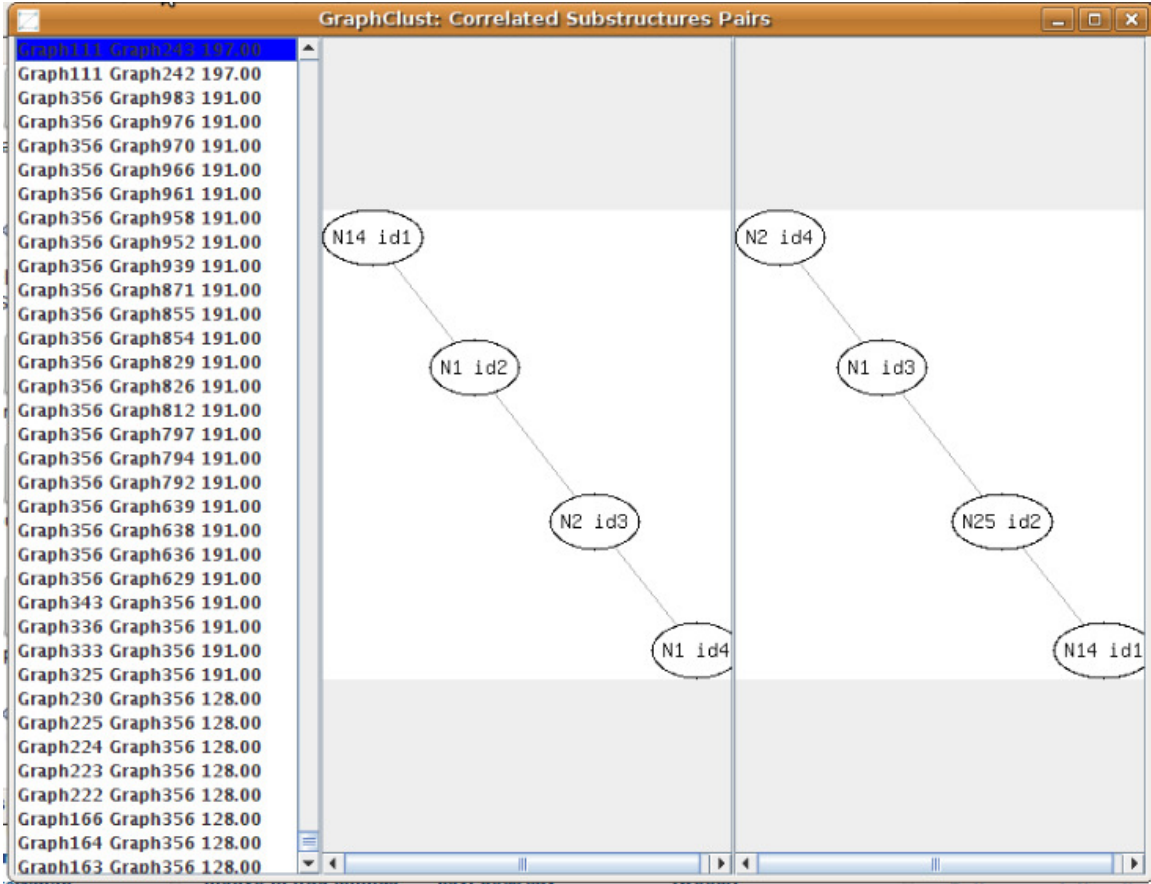 GraphClust: Correlated Substructures Pairs
Graph111 Graph243 197.00
Graph111 Graph242 197.00
Graph356 Graph983 191.00
Graph356 Graph976 191.00
Graph356 Graph970 191.00
Graph356 Graph966 191.00
Graph356 Graph961 191.00
Graph356 Graph958 191.00
Graph356 Graph952 191.00
Graph356 Graph939 191.00
Graph356 Graph871 191.00
Graph356 Graph855 191.00
Graph356 Graph854 191.00
Graph356 Graph829 191.00
Graph356 Graph826 191.00
Graph356 Graph812 191.00
Graph356 Graph797 191.00
Graph356 Graph794 191.00
Graph356 Graph792 191.00
Graph356 Graph639 191.00
Graph356 Graph638 191.00
Graph356 Graph636 191.00
Graph356 Graph629 191.00
Graph343 Graph356 191.00
Graph336 Graph356 191.00
Graph333 Graph356 191.00
Graph325 Graph356 191.00
Graph230 Graph356 128.00
Graph225 Graph356 128.00
Graph224 Graph356 128.00
Graph223 Graph356 128.00
Graph222 Graph356 128.00
Graph166 Graph356 128.00
Graph164 Graph356 128.00
Graph163 Graph356 128.00
N14 id1
N1 id2
N2 id3
N1 id4
N2 id4
N1 id3
N25 id2
N14 id1